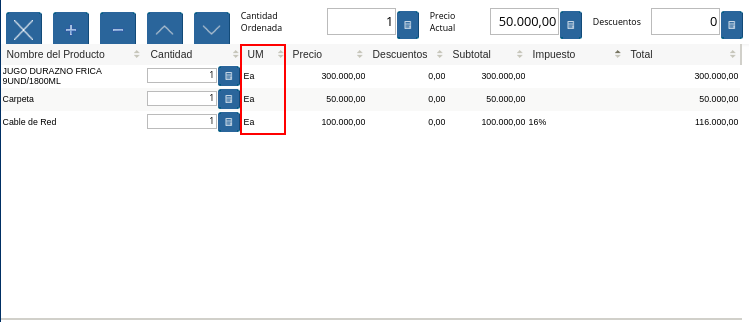 Cantidad Ordenada 1 Precio Actual 50.000,00 Descuentos 0
Nombre del Producto Cantidad UM Precio Descuentos Subtotal Impuesto Total
JUGO DURAZNO FRICA 9UND/1800ML 1 Ea 300.000,00 0,00 300.000,00 300.000,00
Carpeta 1 Ea 50.000,00 0,00 50.000,00 50.000,00
Cable de Red 1 Ea 100.000,00 0,00 100.000,00 16% 116.000,00